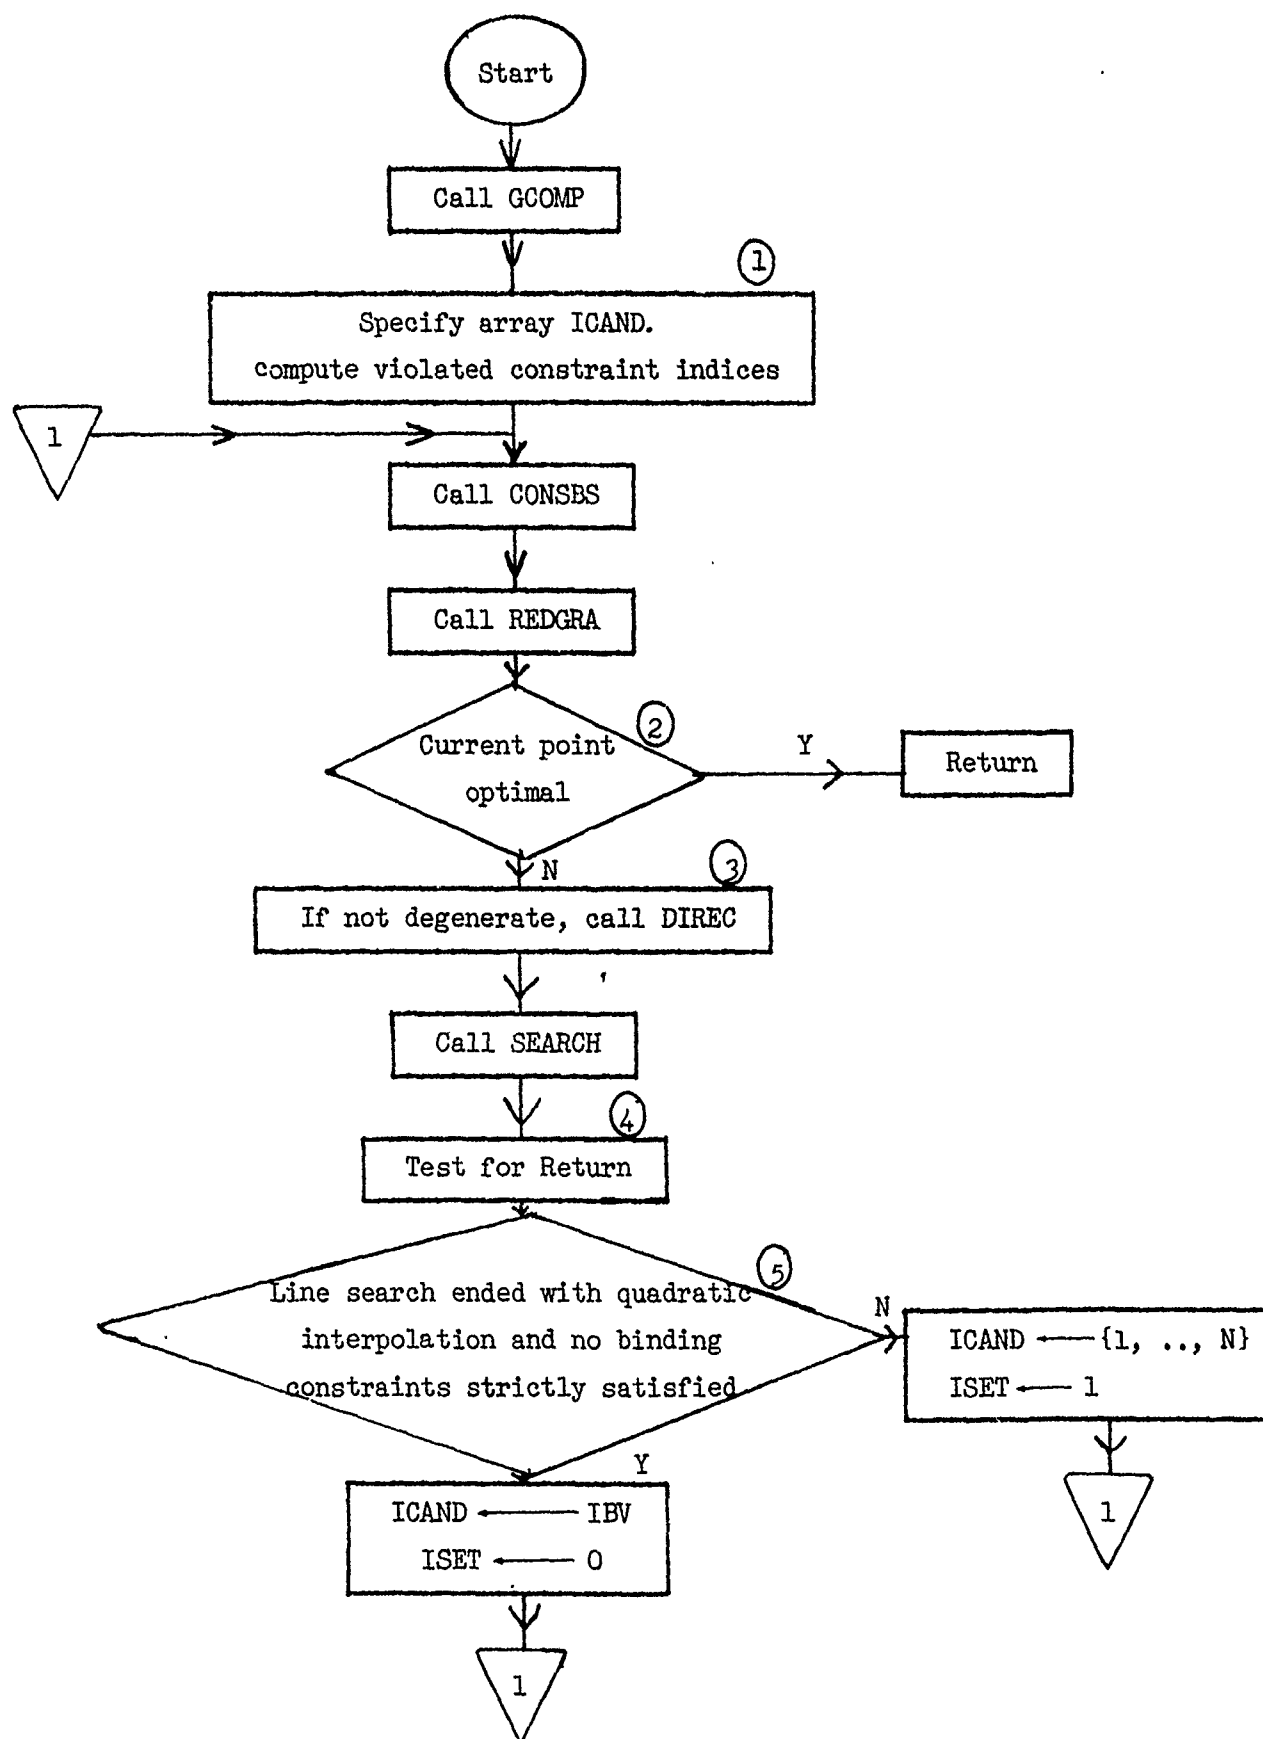 Start
Call GCOMP
1
Specify array ICAND.
compute violated constraint indices
1
Call CONSBS
Call REDGRA
2
Current point
optimal
Y
Return
N
3
If not degenerate, call DIREC
Call SEARCH
4
Test for Return
5
Line search ended with quadratic
interpolation and no binding
constraints strictly satisfied
N
ICAND ← {1, .., N}
ISET ← 1
1
Y
ICAND ← IBV
ISET ← 0
1